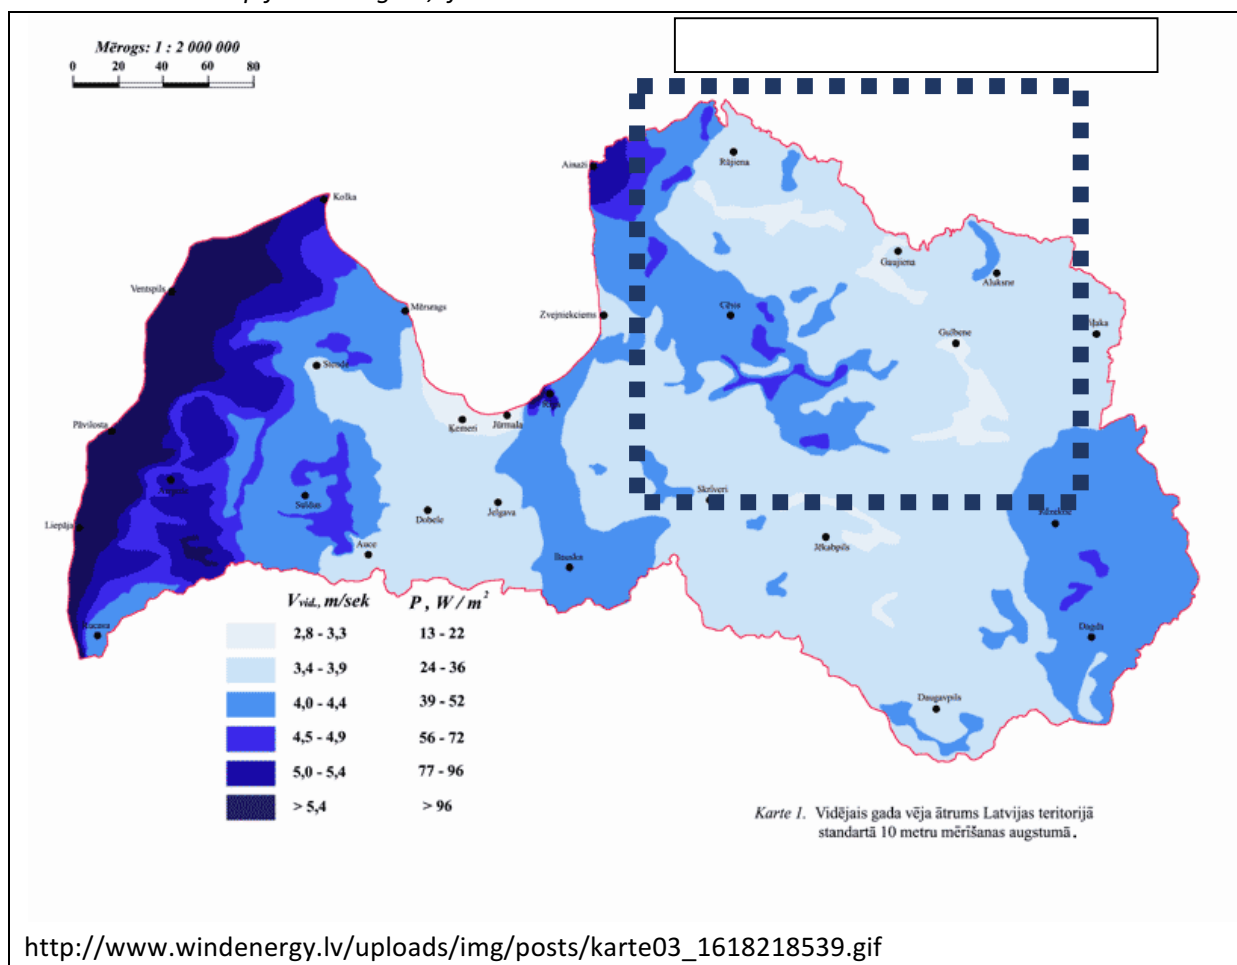 Mērogs: 1 : 2 000 000
0 20 40 60 80
Ainaži
Rūjiena
Kolka
Gaujiena
Alūksne
Ventspils
Mērsrags
Zvejniekciems
Cēsis
Gulbene
Stende
Pāvilosta
Ķemeri
Jūrmala
Skrīveri
Saldus
Dobele
Jelgava
Liepāja
Jēkabpils
Auce
Bauska
Dagda
Daugavpils
Vvid., m/sek P , W / m²
2,8 - 3,3 13 - 22
3,4 - 3,9 24 - 36
4,0 - 4,4 39 - 52
4,5 - 4,9 56 - 72
5,0 - 5,4 77 - 96
> 5,4 > 96
Karte 1. Vidējais gada vēja ātrums Latvijas teritorijā
standartā 10 metru mērīšanas augstumā.
http://www.windenergy.lv/uploads/img/posts/karte03_1618218539.gif